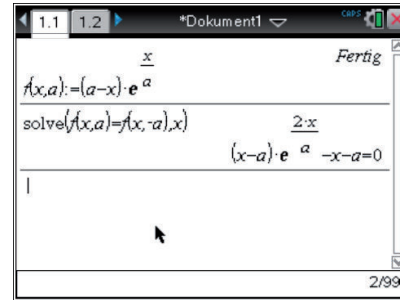 1.1 1.2 *Dokument1 CAPS
f(x,a):=(a−x)·e^(x/a) Fertig
solve(f(x,a)=f(x,-a),x)
(x−a)·e^(2·x/a)−x−a=0
2/99